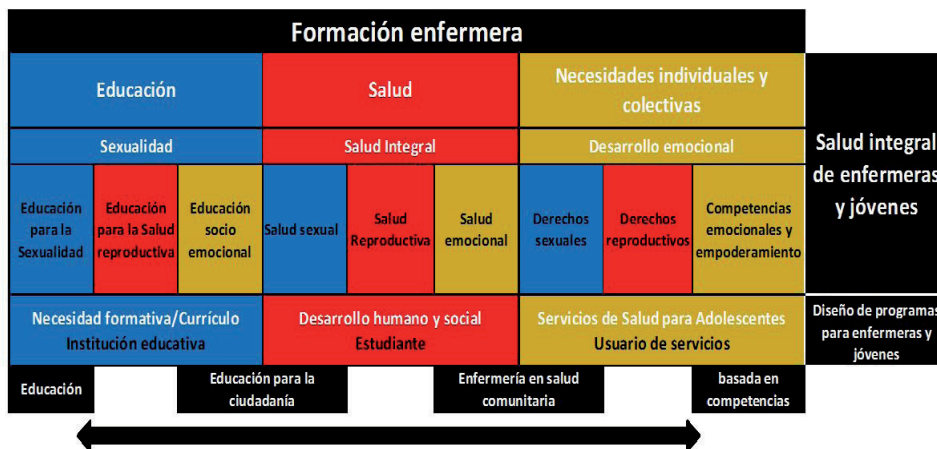 Formación enfermera
Educación
Salud
Necesidades individuales y
colectivas
Salud integral
de enfermeras
y jóvenes
Sexualidad
Salud Integral
Desarrollo emocional
Educación
para la
Sexualidad
Educación
para la Salud
reproductiva
Educación
socio
emocional
Salud sexual
Salud
Reproductiva
Salud
emocional
Derechos
sexuales
Derechos
reproductivos
Competencias
emocionales y
empoderamiento
Necesidad formativa/Currículo
Institución educativa
Desarrollo humano y social
Estudiante
Servicios de Salud para Adolescentes
Usuario de servicios
Diseño de programas
para enfermeras y
jóvenes
Educación
Educación para la
ciudadanía
Enfermería en salud
comunitaria
basada en
competencias